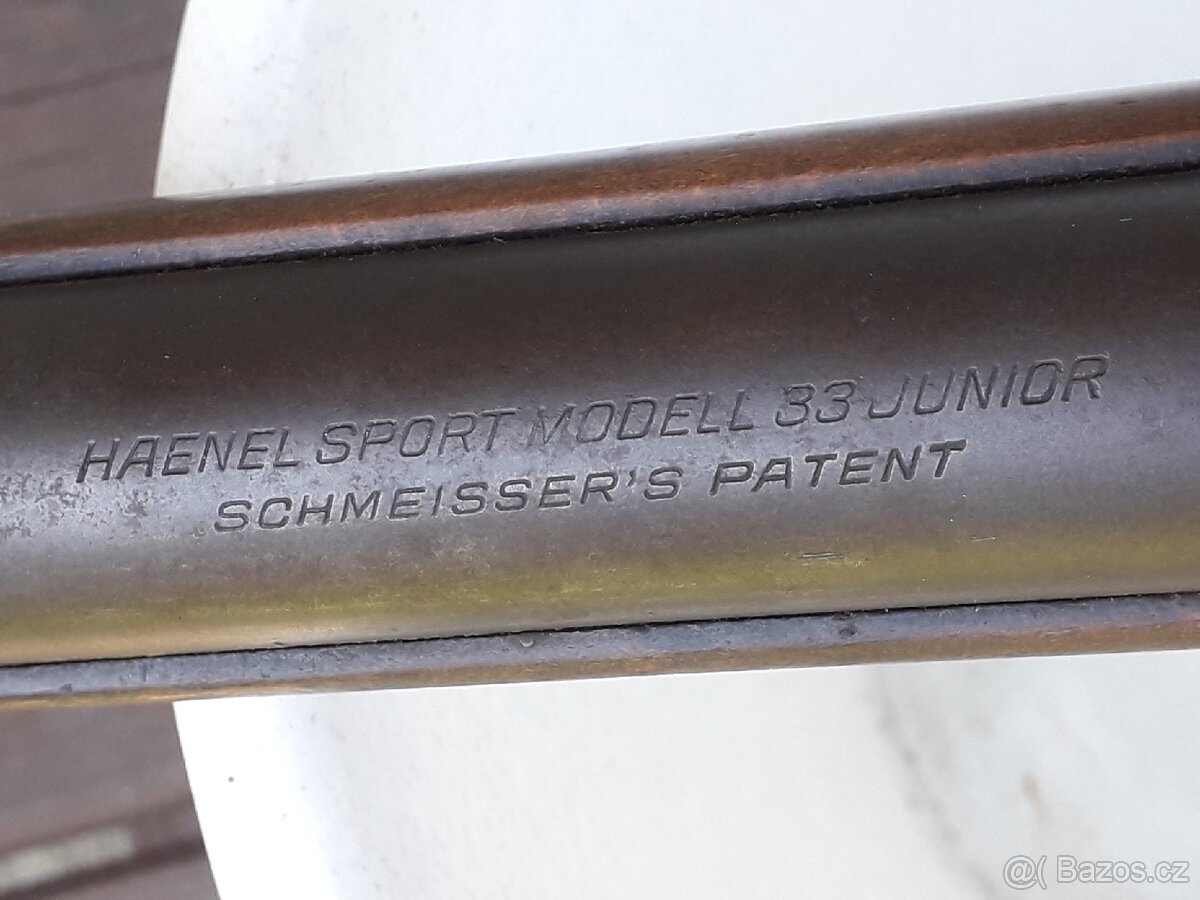 HAENEL SPORT MODELL 33 JUNIOR
SCHMEISSER'S PATENT
@( Bazos.cz